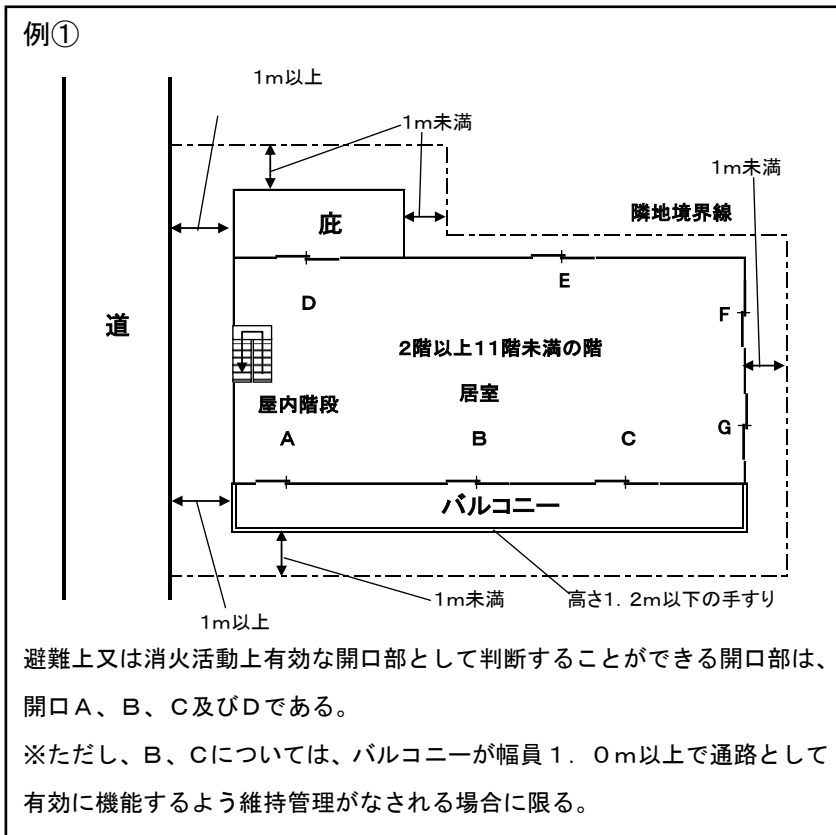 例①
1m以上
1m未満
1m未満
隣地境界線
庇
D
E
F
道
2階以上11階未満の階
居室
屋内階段
A
B
C
G
バルコニー
1m未満
高さ1．2m以下の手すり
1m以上
避難上又は消火活動上有効な開口部として判断することができる開口部は、
開口Ａ、Ｂ、Ｃ及びＤである。
※ただし、Ｂ、Ｃについては、バルコニーが幅員１．０ｍ以上で通路として
有効に機能するよう維持管理がなされる場合に限る。